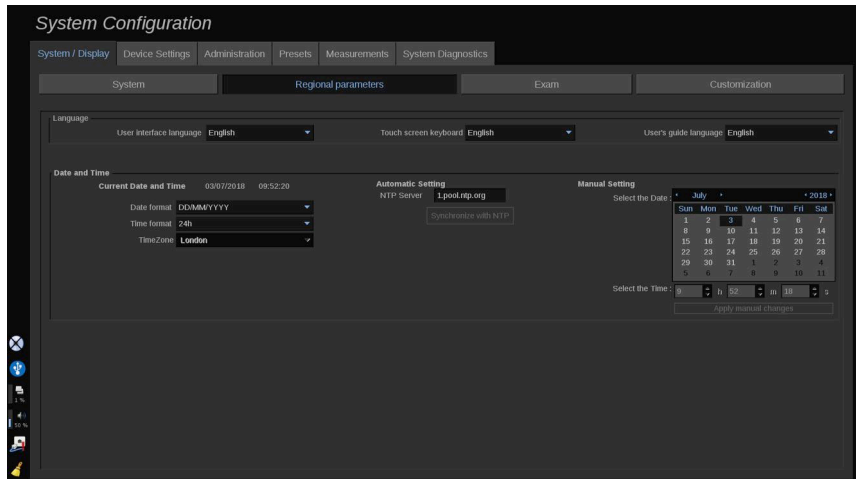 System Configuration
System / Display Device Settings Administration Presets Measurements System Diagnostics
System Regional parameters Exam Customization
Language
User interface language English Touch screen keyboard English User's guide language English
Date and Time
Current Date and Time 03/07/2018 09:52:20
Date format DD/MM/YYYY
Time format 24h
TimeZone London
Automatic Setting
NTP Server 1.pool.ntp.org
Synchronize with NTP
Manual Setting
Select the Date : July 2018
Sun Mon Tue Wed Thu Fri Sat
1 2 3 4 5 6 7
8 9 10 11 12 13 14
15 16 17 18 19 20 21
22 23 24 25 26 27 28
29 30 31 1 2 3 4
5 6 7 8 9 10 11
Select the Time : 9 h 52 m 18 s
Apply manual changes
1 %
50 %